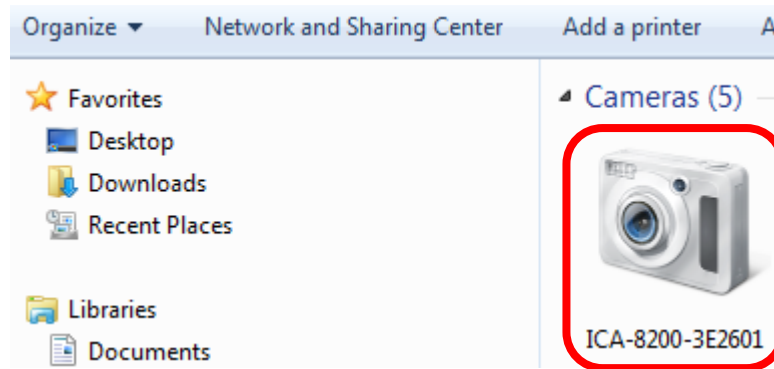 Organize Network and Sharing Center Add a printer A
Favorites
Desktop
Downloads
Recent Places
Libraries
Documents
Cameras (5)
ICA-8200-3E2601